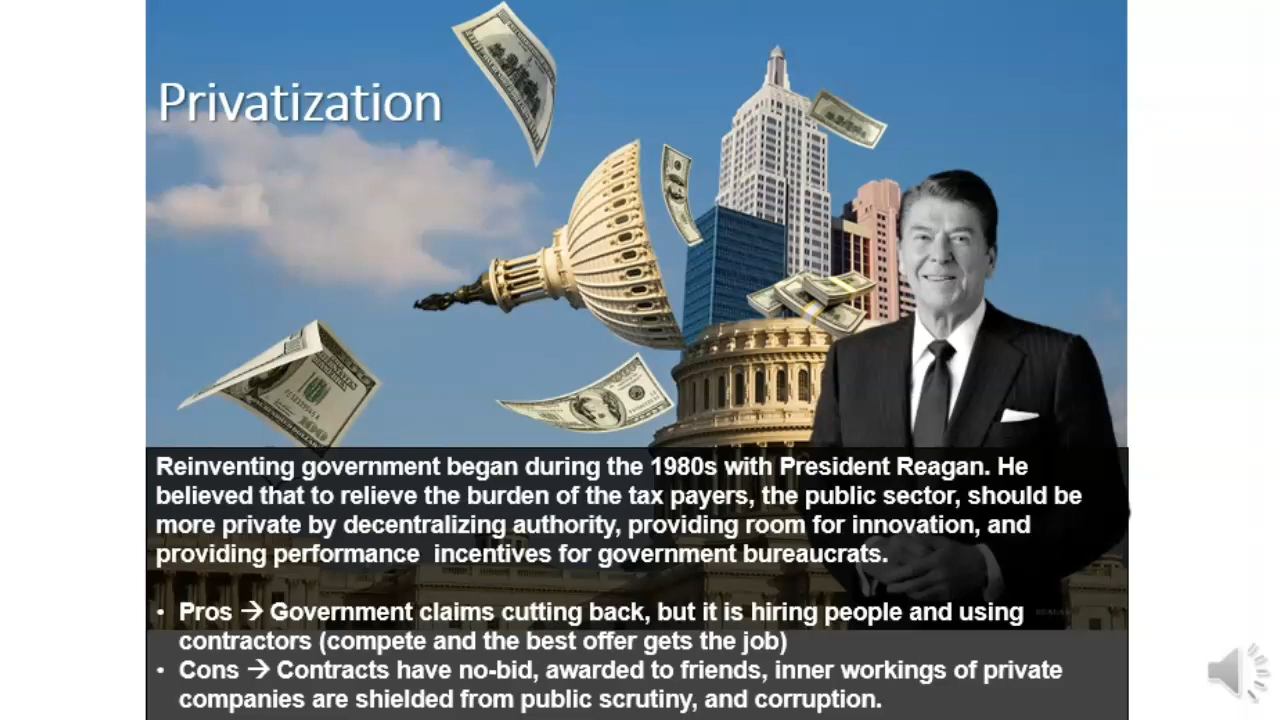 Privatization
Reinventing government began during the 1980s with President Reagan. He
believed that to relieve the burden of the tax payers, the public sector, should be
more private by decentralizing authority, providing room for innovation, and
providing performance  incentives for government bureaucrats.
• Pros → Government claims cutting back, but it is hiring people and using
contractors (compete and the best offer gets the job)
• Cons → Contracts have no-bid, awarded to friends, inner workings of private
companies are shielded from public scrutiny, and corruption.